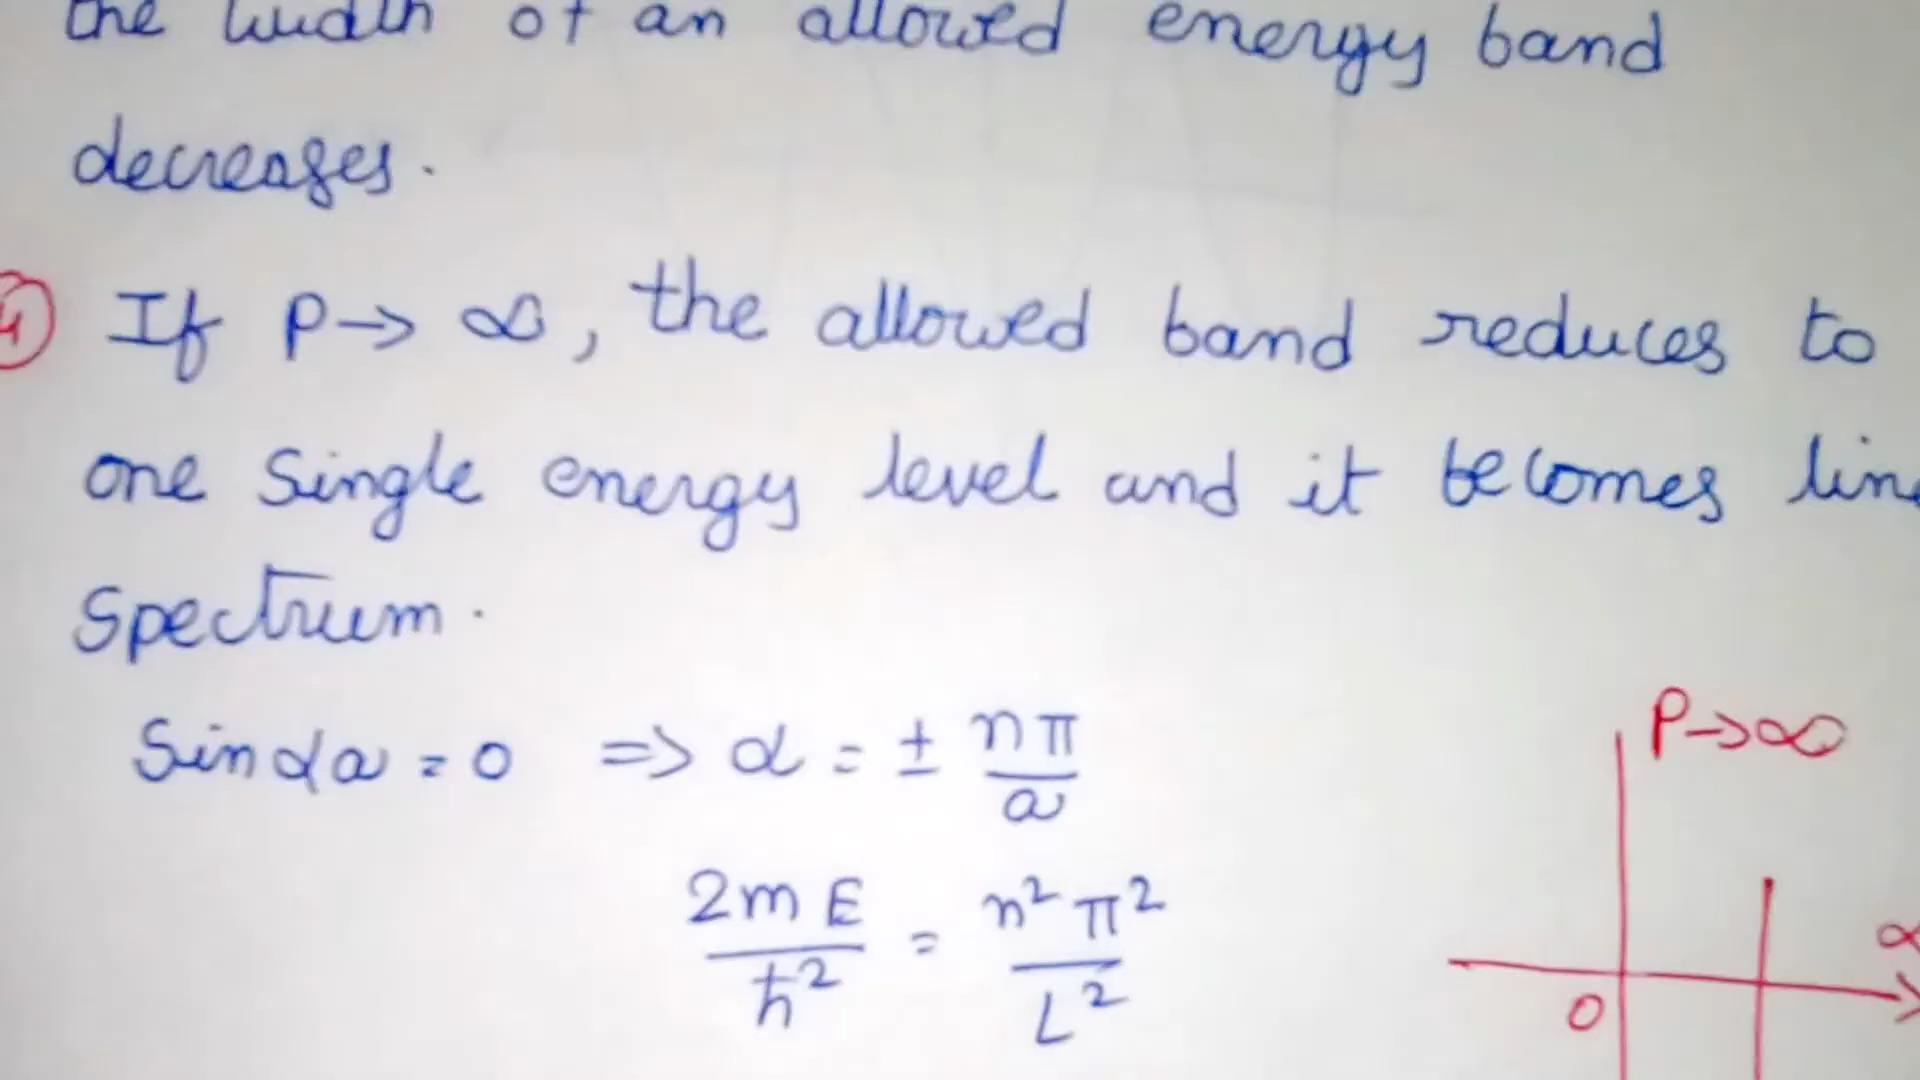 the width of an allowed energy band
decreases.
4 If P→ ∞, the allowed band reduces to
one Single energy level and it becomes
Spectrum.
Sin αa = 0 => α = ± nπ/a
2mE/ħ² = n²π²/L²
P→∞
α
0